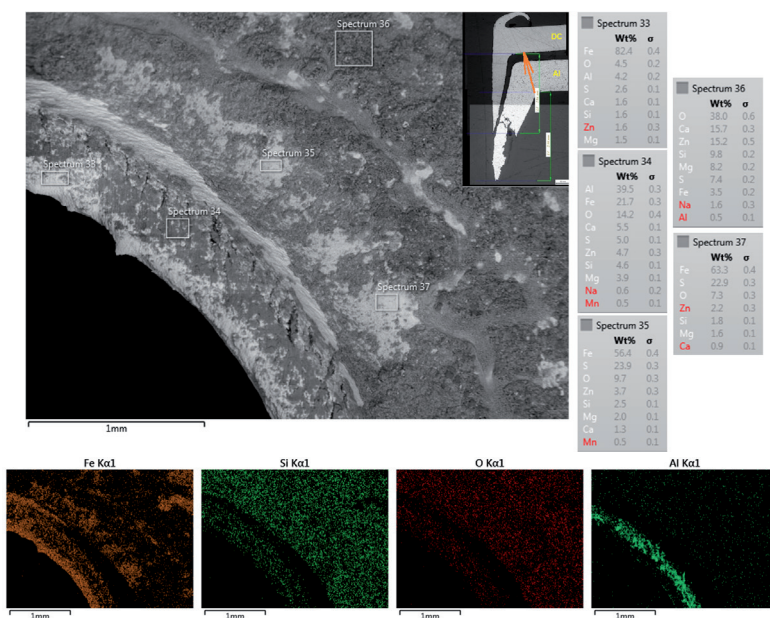 Spectrum 36
Spectrum 35
Spectrum 38
Spectrum 34
Spectrum 37
1mm
DC
Al
Spectrum 33
Wt% σ
Fe 82.4 0.4
O 4.5 0.2
Al 4.2 0.2
S 2.6 0.1
Ca 1.6 0.1
Si 1.6 0.1
Zn 1.6 0.3
Mg 1.5 0.1
Spectrum 34
Wt% σ
Al 39.5 0.3
Fe 21.7 0.3
O 14.2 0.4
Ca 5.5 0.1
S 5.0 0.1
Zn 4.7 0.3
Si 4.6 0.1
Mg 3.9 0.1
Na 0.6 0.2
Mn 0.5 0.1
Spectrum 35
Wt% σ
Fe 56.4 0.4
S 23.9 0.3
O 9.7 0.3
Zn 3.7 0.3
Si 2.5 0.1
Mg 2.0 0.1
Ca 1.3 0.1
Mn 0.5 0.1
Spectrum 36
Wt% σ
O 38.0 0.6
Ca 15.7 0.3
Zn 15.2 0.5
Si 9.8 0.2
Mg 8.2 0.2
S 7.4 0.2
Fe 3.5 0.2
Na 1.6 0.3
Al 0.5 0.1
Spectrum 37
Wt% σ
Fe 63.3 0.4
S 22.9 0.3
O 7.3 0.3
Zn 2.2 0.3
Si 1.8 0.1
Mg 1.6 0.1
Ca 0.9 0.1
Fe Kα1
Si Kα1
O Kα1
Al Kα1
1mm
1mm
1mm
1mm